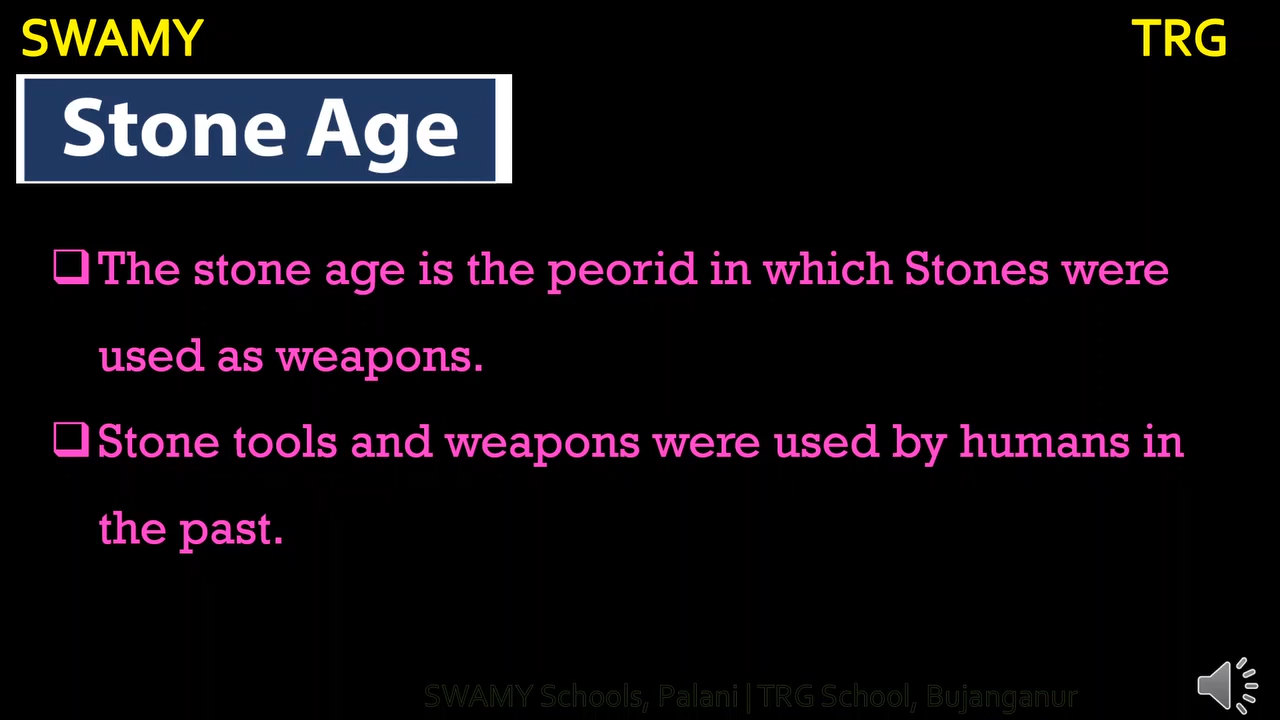 SWAMY TRG
Stone Age
❑The stone age is the peorid in which Stones were
used as weapons.
❑Stone tools and weapons were used by humans in
the past.
SWAMY Schools, Palani | TRG School, Bujanganur